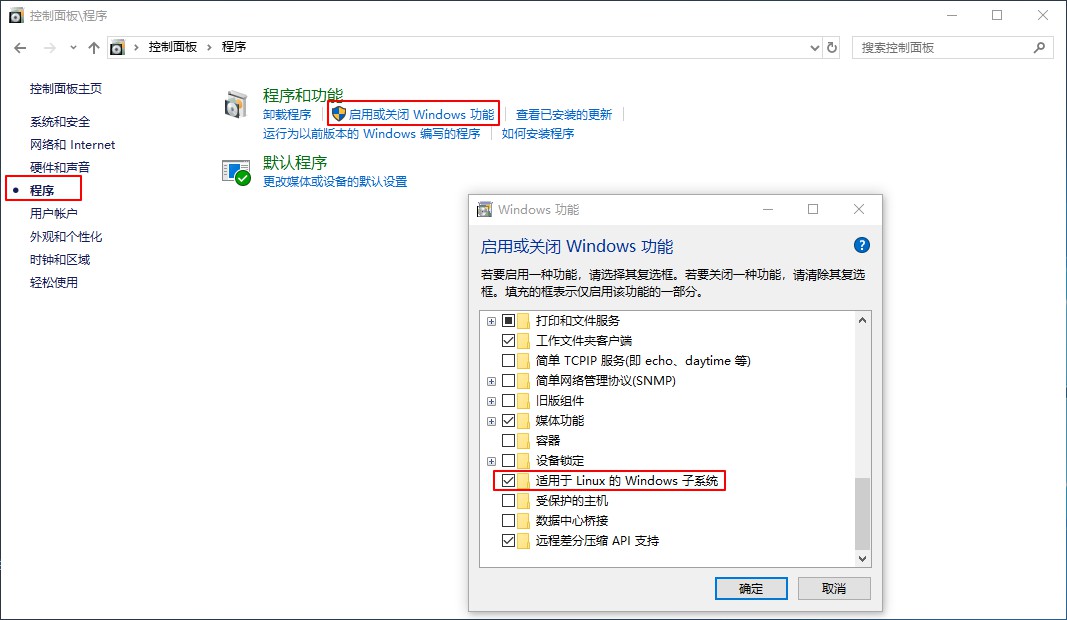 控制面板\程序
控制面板 › 程序
搜索控制面板
控制面板主页
系统和安全
网络和 Internet
硬件和声音
程序
用户帐户
外观和个性化
时钟和区域
轻松使用
程序和功能
卸载程序
启用或关闭 Windows 功能
查看已安装的更新
运行为以前版本的 Windows 编写的程序
如何安装程序
默认程序
更改媒体或设备的默认设置
Windows 功能
启用或关闭 Windows 功能
若要启用一种功能，请选择其复选框。若要关闭一种功能，请清除其复选
框。填充的框表示仅启用该功能的一部分。
打印和文件服务
工作文件夹客户端
简单 TCPIP 服务(即 echo、daytime 等)
简单网络管理协议(SNMP)
旧版组件
媒体功能
容器
设备锁定
适用于 Linux 的 Windows 子系统
受保护的主机
数据中心桥接
远程差分压缩 API 支持
确定
取消